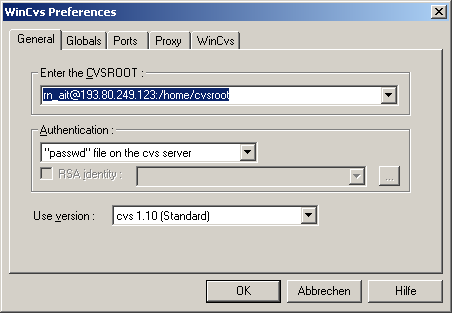 WinCvs Preferences
General Globals Ports Proxy WinCvs
Enter the CVSROOT :
rn_ait@193.80.249.123:/home/cvsroot
Authentication :
"passwd" file on the cvs server
RSA identity :
...
Use version : cvs 1.10 (Standard)
OK Abbrechen Hilfe